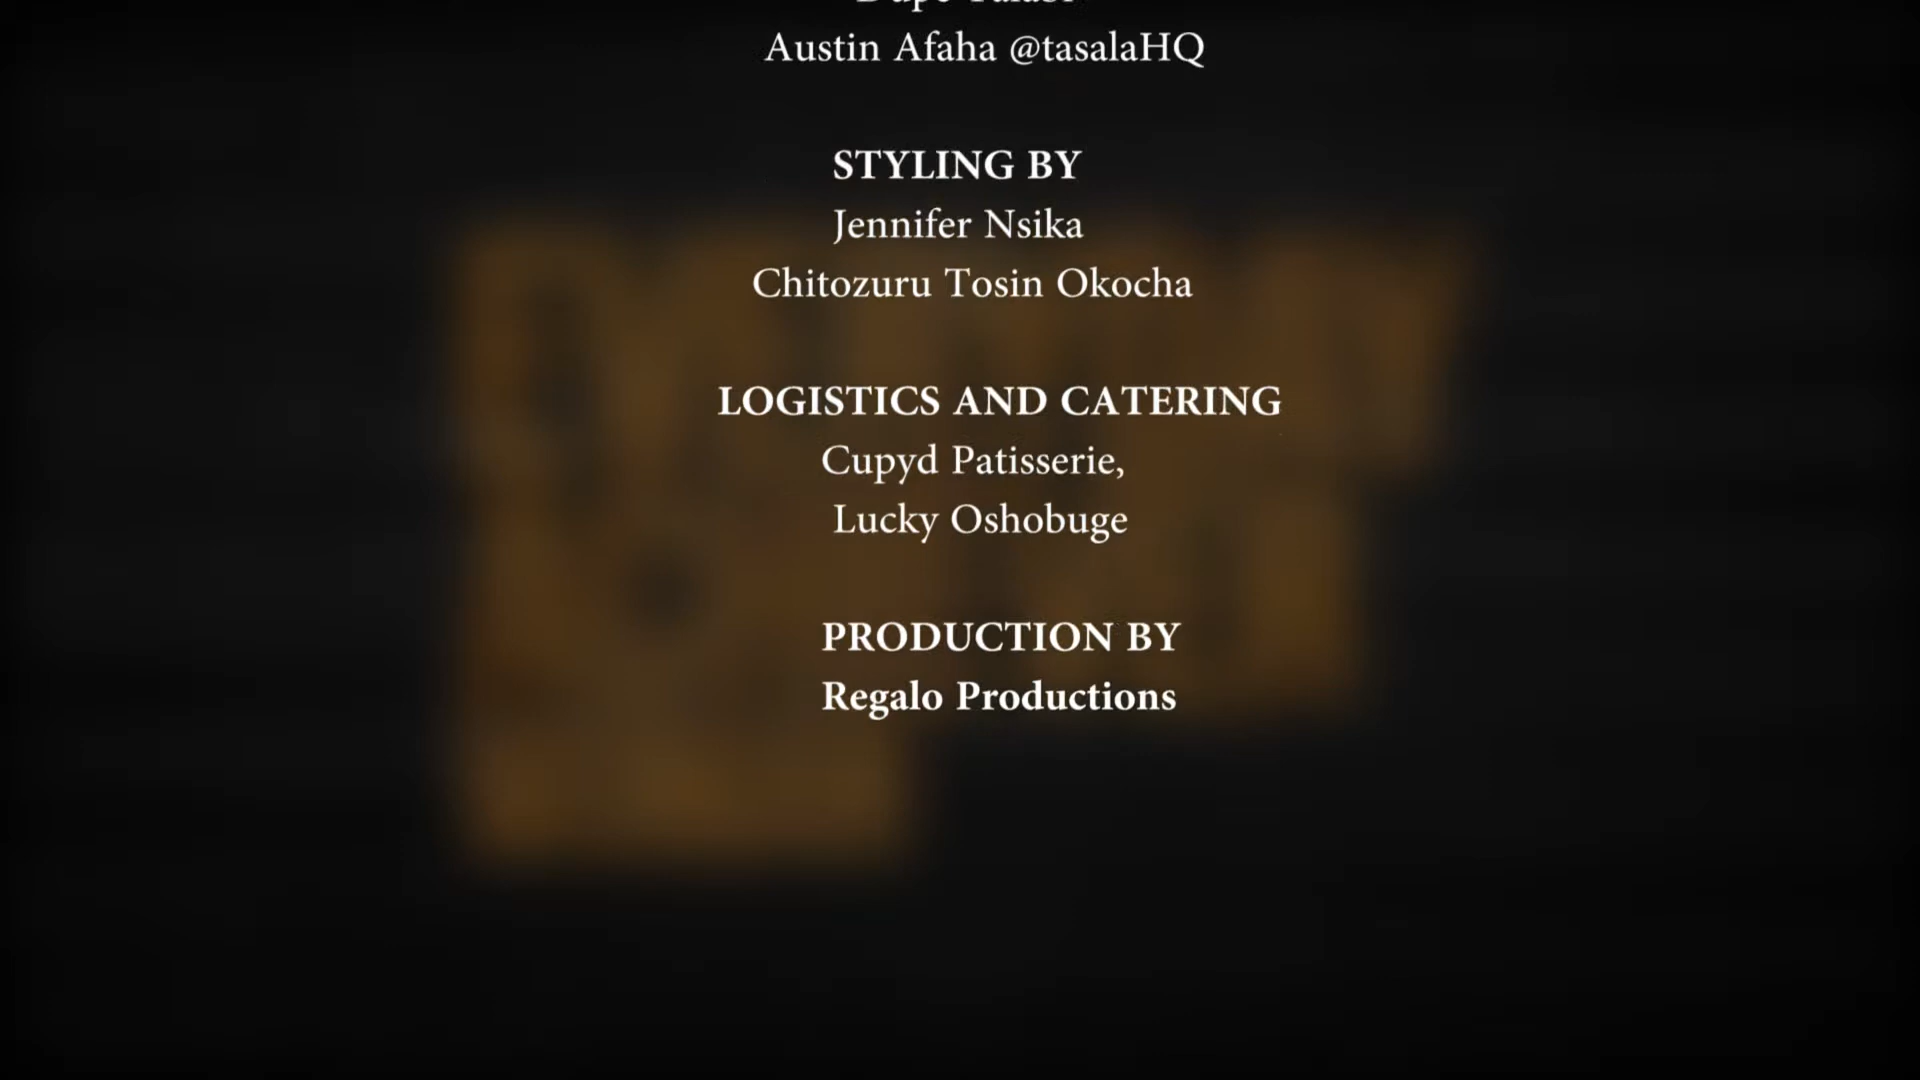 Austin Afaha @tasalaHQ
STYLING BY
Jennifer Nsika
Chitozuru Tosin Okocha
LOGISTICS AND CATERING
Cupyd Patisserie,
Lucky Oshobuge
PRODUCTION BY
Regalo Productions